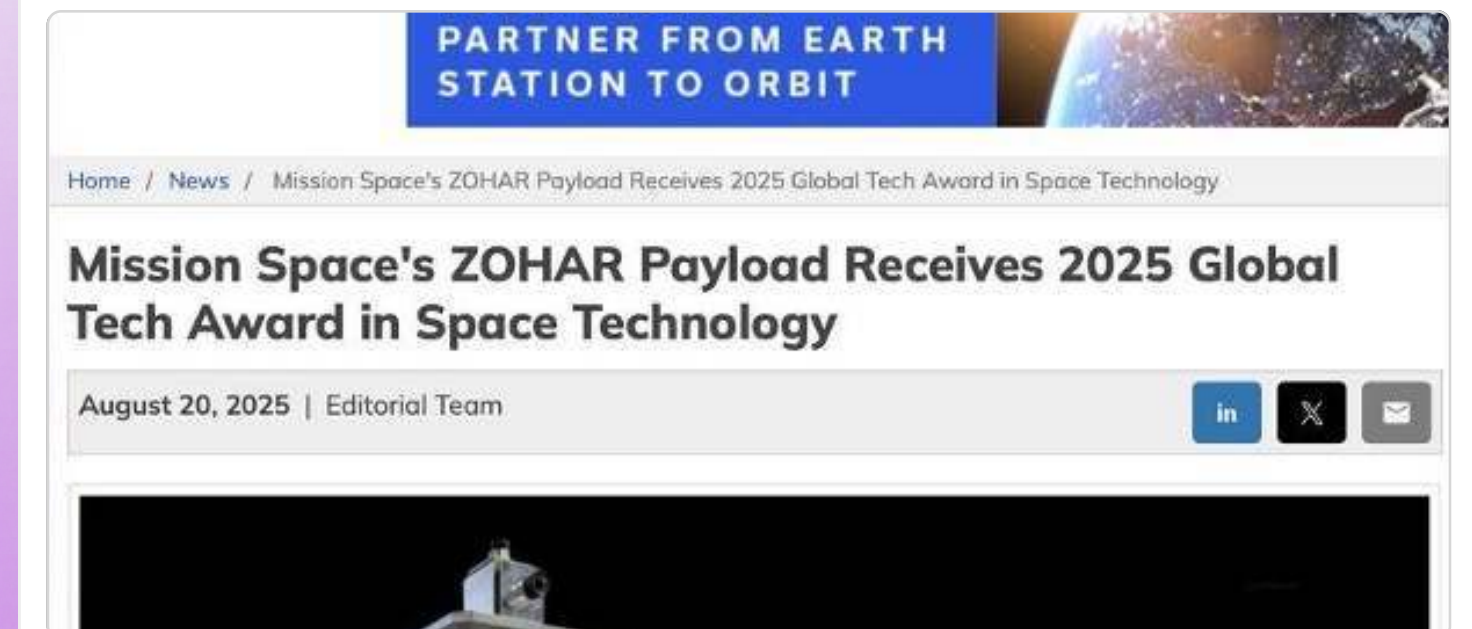 PARTNER FROM EARTH
STATION TO ORBIT
Home / News / Mission Space's ZOHAR Payload Receives 2025 Global Tech Award in Space Technology
Mission Space's ZOHAR Payload Receives 2025 Global
Tech Award in Space Technology
August 20, 2025 | Editorial Team
in X